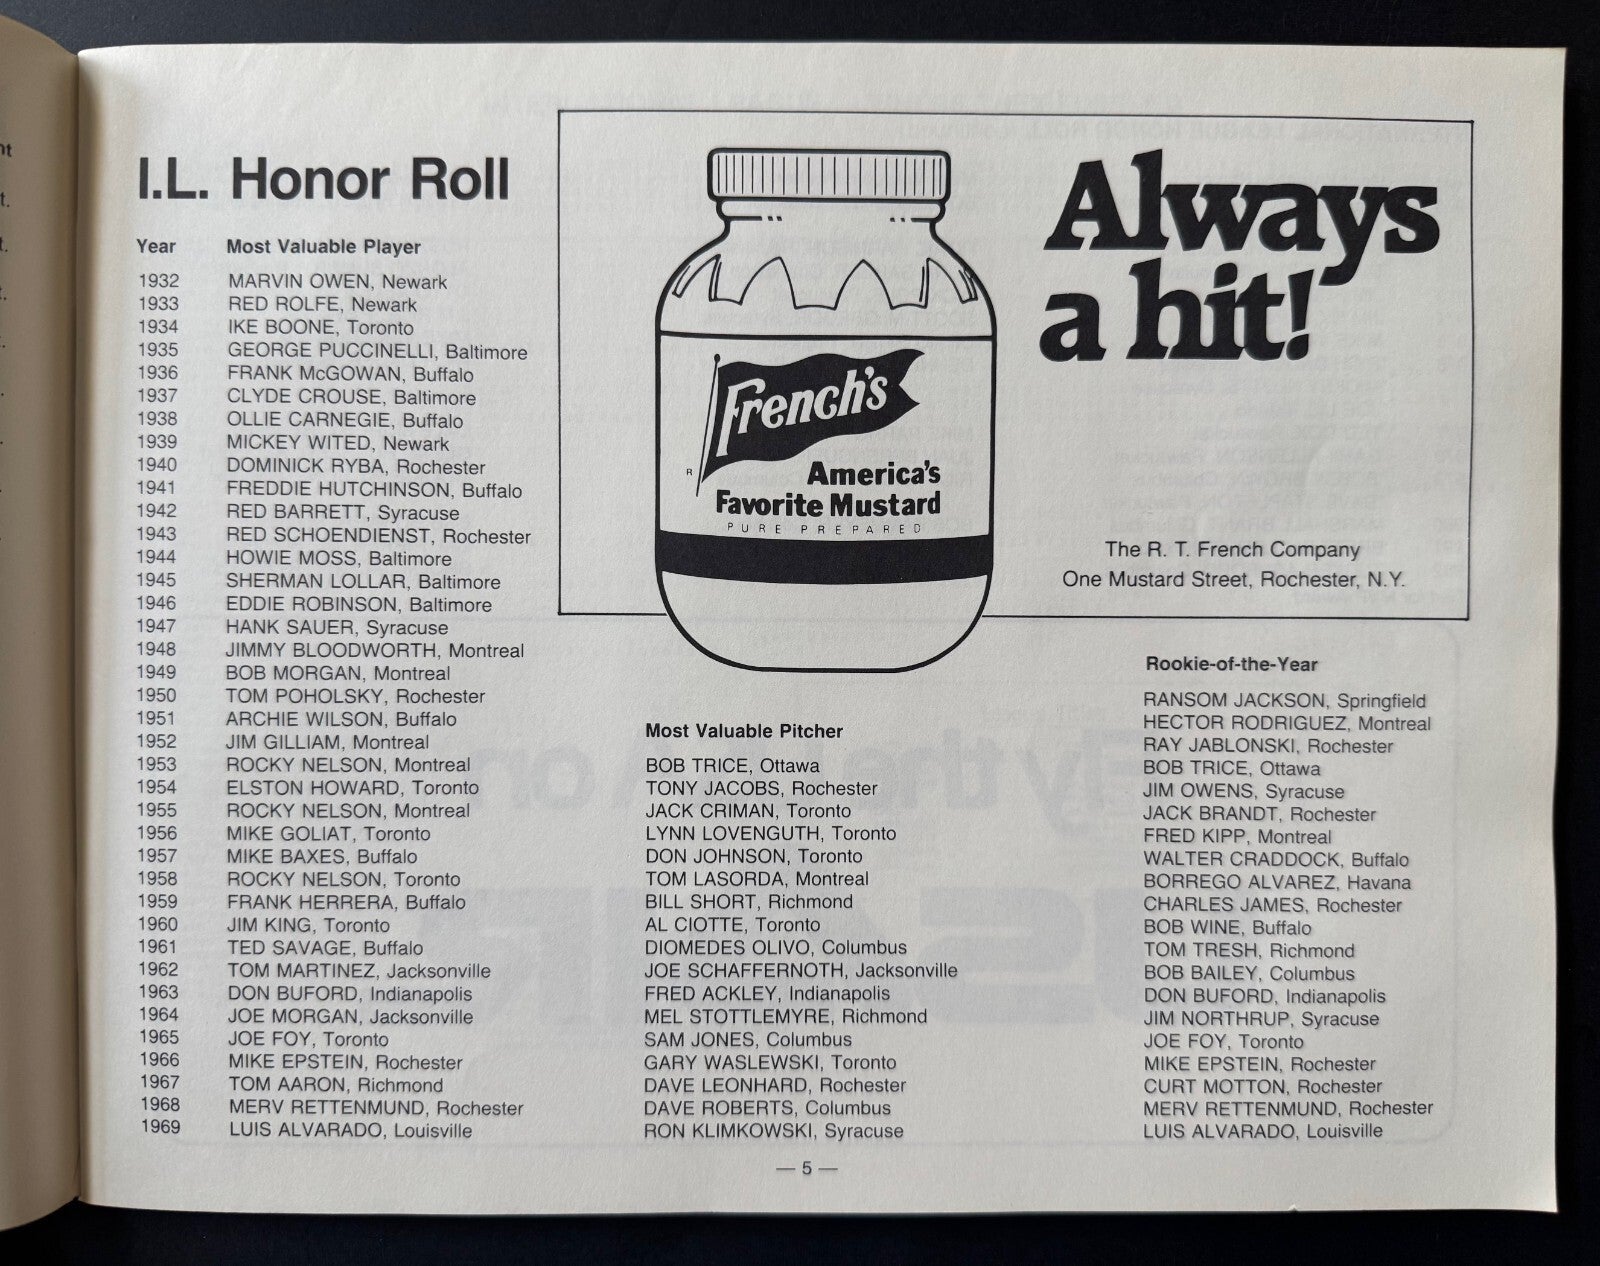 I.L. Honor Roll
Year Most Valuable Player
1932 MARVIN OWEN, Newark
1933 RED ROLFE, Newark
1934 IKE BOONE, Toronto
1935 GEORGE PUCCINELLI, Baltimore
1936 FRANK McGOWAN, Buffalo
1937 CLYDE CROUSE, Baltimore
1938 OLLIE CARNEGIE, Buffalo
1939 MICKEY WITED, Newark
1940 DOMINICK RYBA, Rochester
1941 FREDDIE HUTCHINSON, Buffalo
1942 RED BARRETT, Syracuse
1943 RED SCHOENDIENST, Rochester
1944 HOWIE MOSS, Baltimore
1945 SHERMAN LOLLAR, Baltimore
1946 EDDIE ROBINSON, Baltimore
1947 HANK SAUER, Syracuse
1948 JIMMY BLOODWORTH, Montreal
1949 BOB MORGAN, Montreal
1950 TOM POHOLSKY, Rochester
1951 ARCHIE WILSON, Buffalo
1952 JIM GILLIAM, Montreal
1953 ROCKY NELSON, Montreal
1954 ELSTON HOWARD, Toronto
1955 ROCKY NELSON, Montreal
1956 MIKE GOLIAT, Toronto
1957 MIKE BAXES, Buffalo
1958 ROCKY NELSON, Toronto
1959 FRANK HERRERA, Buffalo
1960 JIM KING, Toronto
1961 TED SAVAGE, Buffalo
1962 TOM MARTINEZ, Jacksonville
1963 DON BUFORD, Indianapolis
1964 JOE MORGAN, Jacksonville
1965 JOE FOY, Toronto
1966 MIKE EPSTEIN, Rochester
1967 TOM AARON, Richmond
1968 MERV RETTENMUND, Rochester
1969 LUIS ALVARADO, Louisville
Always
a hit!
French's
R
America's
Favorite Mustard
PURE PREPARED
The R. T. French Company
One Mustard Street, Rochester, N.Y.
Most Valuable Pitcher
BOB TRICE, Ottawa
TONY JACOBS, Rochester
JACK CRIMAN, Toronto
LYNN LOVENGUTH, Toronto
DON JOHNSON, Toronto
TOM LASORDA, Montreal
BILL SHORT, Richmond
AL CIOTTE, Toronto
DIOMEDES OLIVO, Columbus
JOE SCHAFFERNOTH, Jacksonville
FRED ACKLEY, Indianapolis
MEL STOTTLEMYRE, Richmond
SAM JONES, Columbus
GARY WASLEWSKI, Toronto
DAVE LEONHARD, Rochester
DAVE ROBERTS, Columbus
RON KLIMKOWSKI, Syracuse
Rookie-of-the-Year
RANSOM JACKSON, Springfield
HECTOR RODRIGUEZ, Montreal
RAY JABLONSKI, Rochester
BOB TRICE, Ottawa
JIM OWENS, Syracuse
JACK BRANDT, Rochester
FRED KIPP, Montreal
WALTER CRADDOCK, Buffalo
BORREGO ALVAREZ, Havana
CHARLES JAMES, Rochester
BOB WINE, Buffalo
TOM TRESH, Richmond
BOB BAILEY, Columbus
DON BUFORD, Indianapolis
JIM NORTHRUP, Syracuse
JOE FOY, Toronto
MIKE EPSTEIN, Rochester
CURT MOTTON, Rochester
MERV RETTENMUND, Rochester
LUIS ALVARADO, Louisville
— 5 —